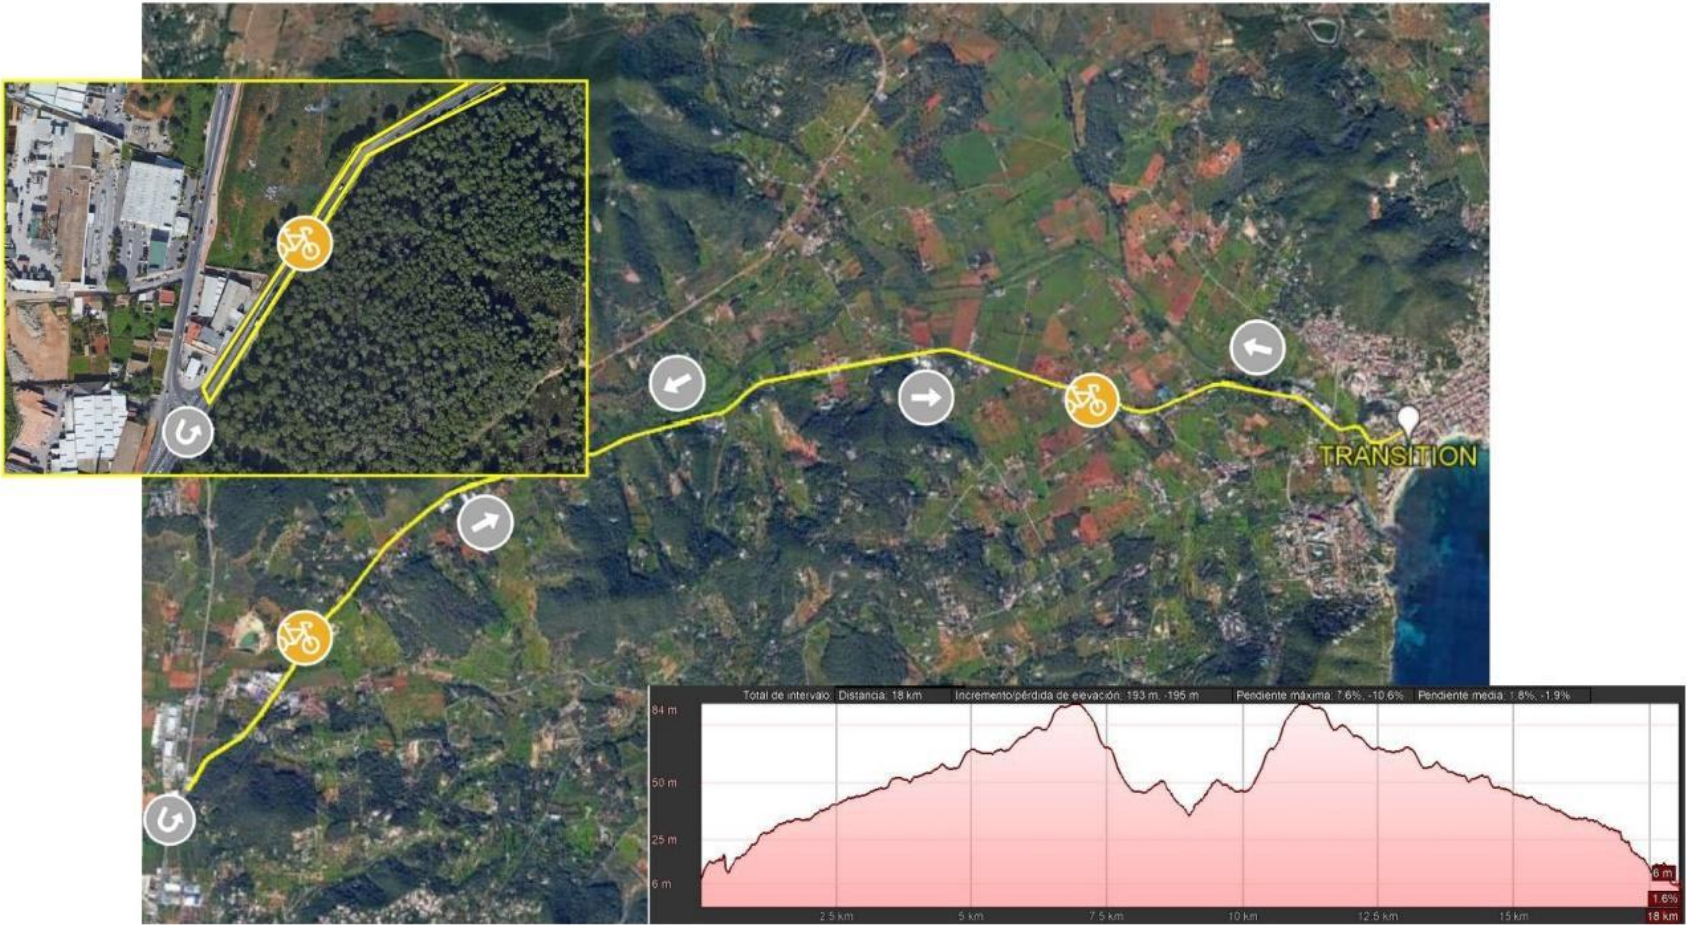 TRANSITION
Total de intervalo: Distancia: 18 km Incremento/pérdida de elevación: 193 m, -195 m Pendiente máxima: 7.6%, -10.6% Pendiente media: 1.8%, -1.9%
84 m
50 m
25 m
6 m
6 m
1.6%
2.5 km 5 km 7.5 km 10 km 12.5 km 15 km 18 km